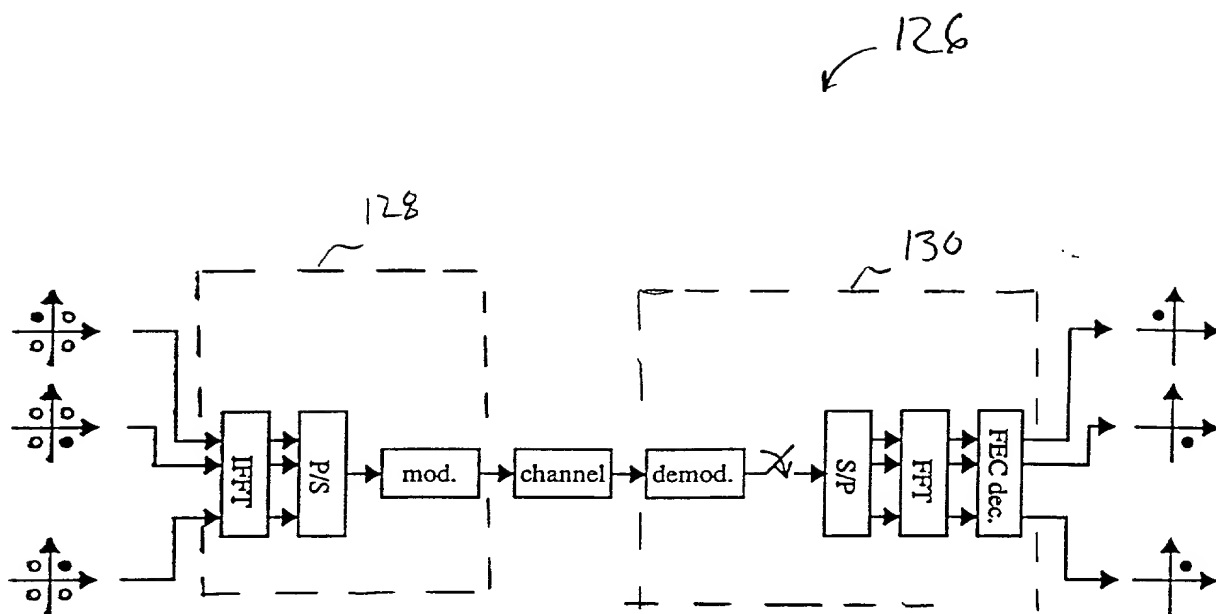 126
128
130
IFFT
P/S
mod.
channel
demod.
S/P
FFT
FEC dec.